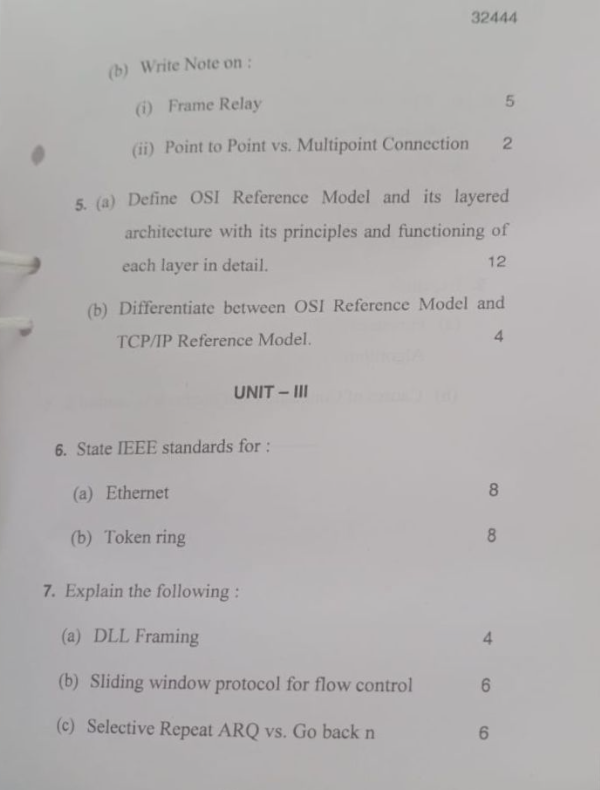 32444
(b) Write Note on :
(i) Frame Relay 5
(ii) Point to Point vs. Multipoint Connection 2
5. (a) Define OSI Reference Model and its layered
architecture with its principles and functioning of
each layer in detail. 12
(b) Differentiate between OSI Reference Model and
TCP/IP Reference Model. 4
UNIT – III
6. State IEEE standards for :
(a) Ethernet 8
(b) Token ring 8
7. Explain the following :
(a) DLL Framing 4
(b) Sliding window protocol for flow control 6
(c) Selective Repeat ARQ vs. Go back n 6